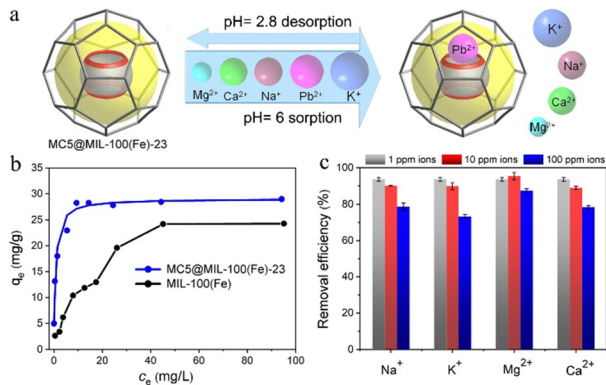 a
pH= 2.8 desorption
Mg²⁺ Ca²⁺ Na⁺ Pb²⁺ K⁺
pH= 6 sorption
MC5@MIL-100(Fe)-23
Pb²⁺
K⁺
Na⁺
Ca²⁺
Mg²⁺
b
qe (mg/g)
35
30
25
20
15
10
5
0
MC5@MIL-100(Fe)-23
MIL-100(Fe)
0 20 40 60 80 100
ce (mg/L)
c
1 ppm ions 10 ppm ions 100 ppm ions
Removal efficiency (%)
100
80
60
40
20
0
Na⁺ K⁺ Mg²⁺ Ca²⁺